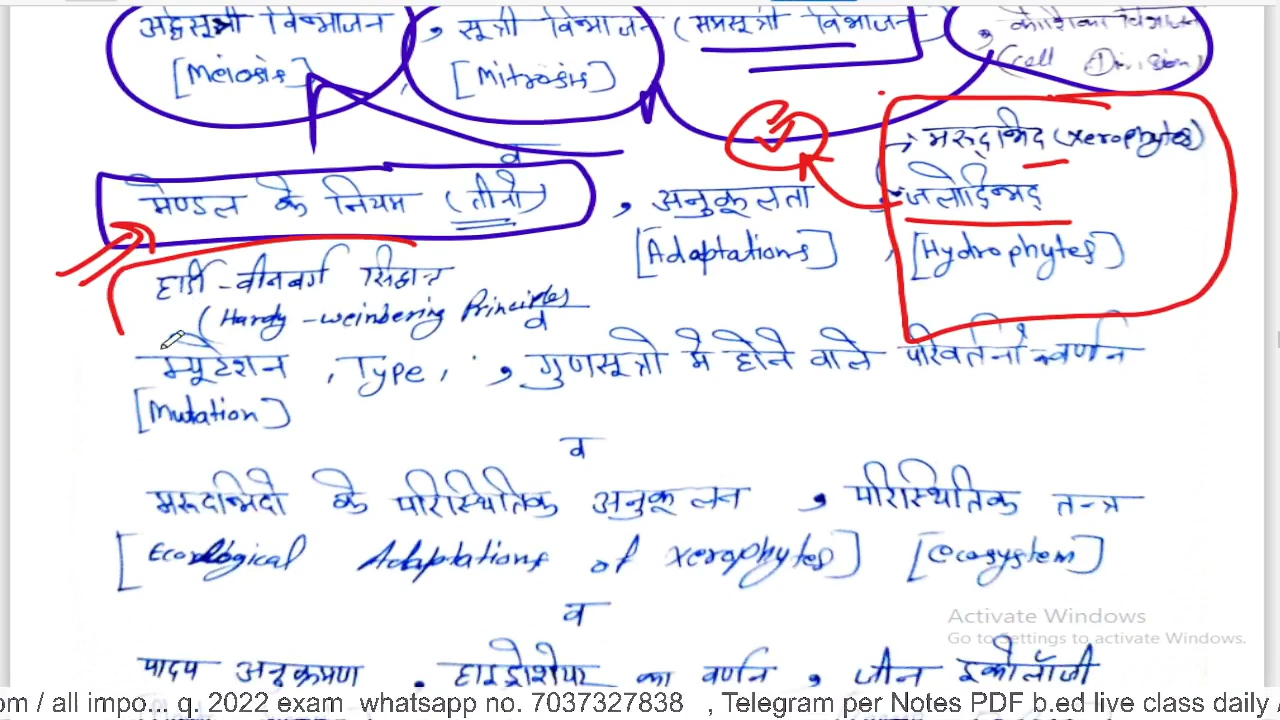 अर्द्धसूत्री विभाजन , सूत्री विभाजन (समसूत्री विभाजन) , कोशिका विभाजन
[Meiosis] , [Mitosis] (cell Division)
→ मरुदभिद (xerophytes)
व
मेण्डल के नियम (तीनो) , अनुकूलता , जलोदभिद
[Adaptations] , [Hydrophytes]
हार्डी - वीनबर्ग सिद्धान्त
(Hardy - weinbering Principles
व
म्यूटेशन , Type , , गुणसूत्रो मे होने वाले परिवर्तनो का वर्णन
[Mutation]
व
मरुदभिदो के पारिस्थितिक अनुकूलन , पारिस्थितिक तन्त्र
[Ecological Adaptations of xerophytes] [ecosystem]
Activate Windows
Go to Settings to activate Windows.
व
पादप अनुक्रमण , हाइड्रोशेयर का वर्णन , जीन इकोलॉजी
om / all impo... q. 2022 exam whatsapp no. 7037327838 , Telegram per Notes PDF b.ed live class daily